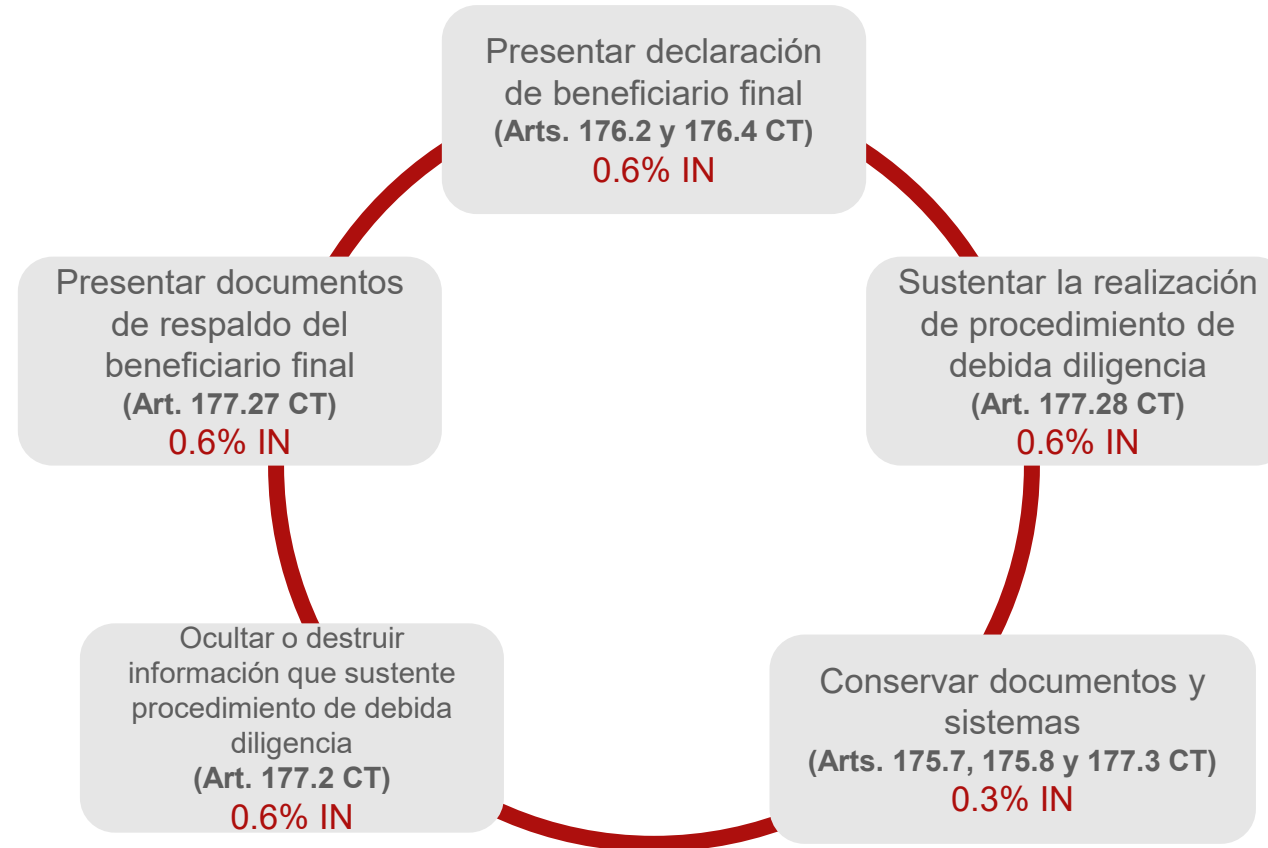 Presentar declaración
de beneficiario final
(Arts. 176.2 y 176.4 CT)
0.6% IN
Presentar documentos
de respaldo del
beneficiario final
(Art. 177.27 CT)
0.6% IN
Sustentar la realización
de procedimiento de
debida diligencia
(Art. 177.28 CT)
0.6% IN
Ocultar o destruir
información que sustente
procedimiento de debida
diligencia
(Art. 177.2 CT)
0.6% IN
Conservar documentos y
sistemas
(Arts. 175.7, 175.8 y 177.3 CT)
0.3% IN